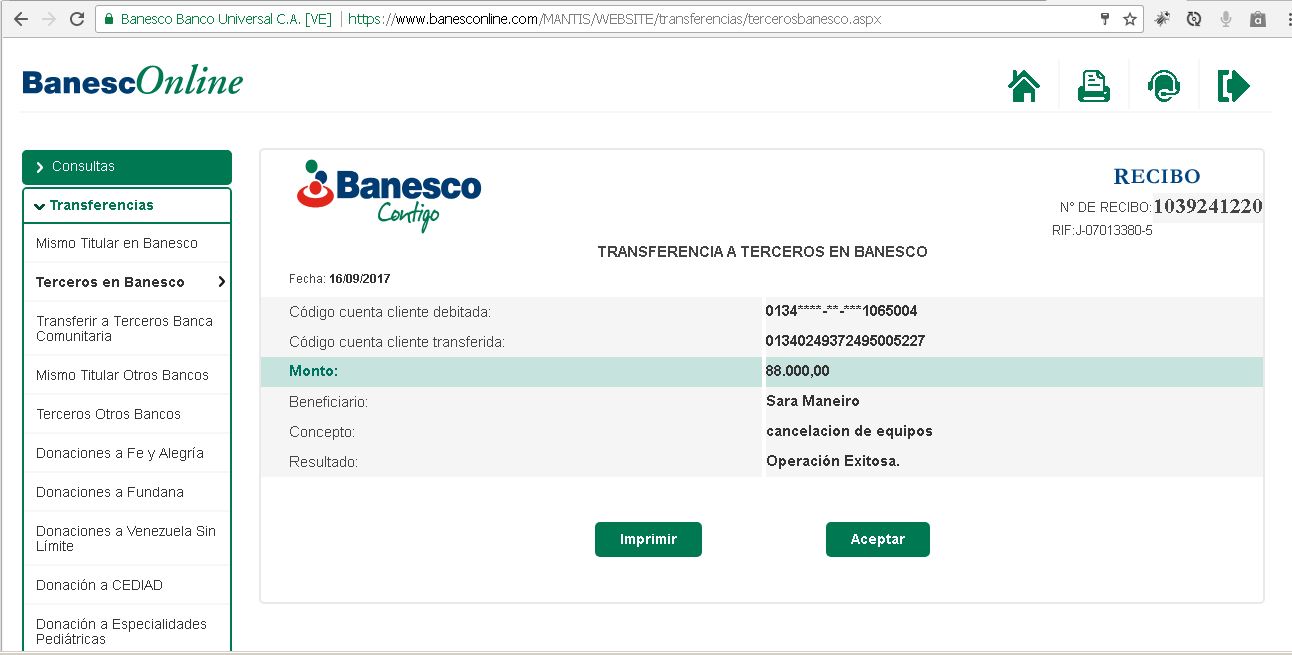 Banesco Banco Universal C.A. [VE] | https://www.banesconline.com/MANTIS/WEBSITE/transferencias/tercerosbanesco.aspx
BanescOnline
Consultas
Transferencias
Mismo Titular en Banesco
Terceros en Banesco
Transferir a Terceros Banca
Comunitaria
Mismo Titular Otros Bancos
Terceros Otros Bancos
Donaciones a Fe y Alegría
Donaciones a Fundana
Donaciones a Venezuela Sin
Límite
Donación a CEDIAD
Donación a Especialidades
Pediátricas
Banesco
Contigo
RECIBO
N° DE RECIBO: 1039241220
RIF:J-07013380-5
TRANSFERENCIA A TERCEROS EN BANESCO
Fecha: 16/09/2017
Código cuenta cliente debitada: 0134****-**-***1065004
Código cuenta cliente transferida: 01340249372495005227
Monto: 88.000,00
Beneficiario: Sara Maneiro
Concepto: cancelacion de equipos
Resultado: Operación Exitosa.
Imprimir Aceptar